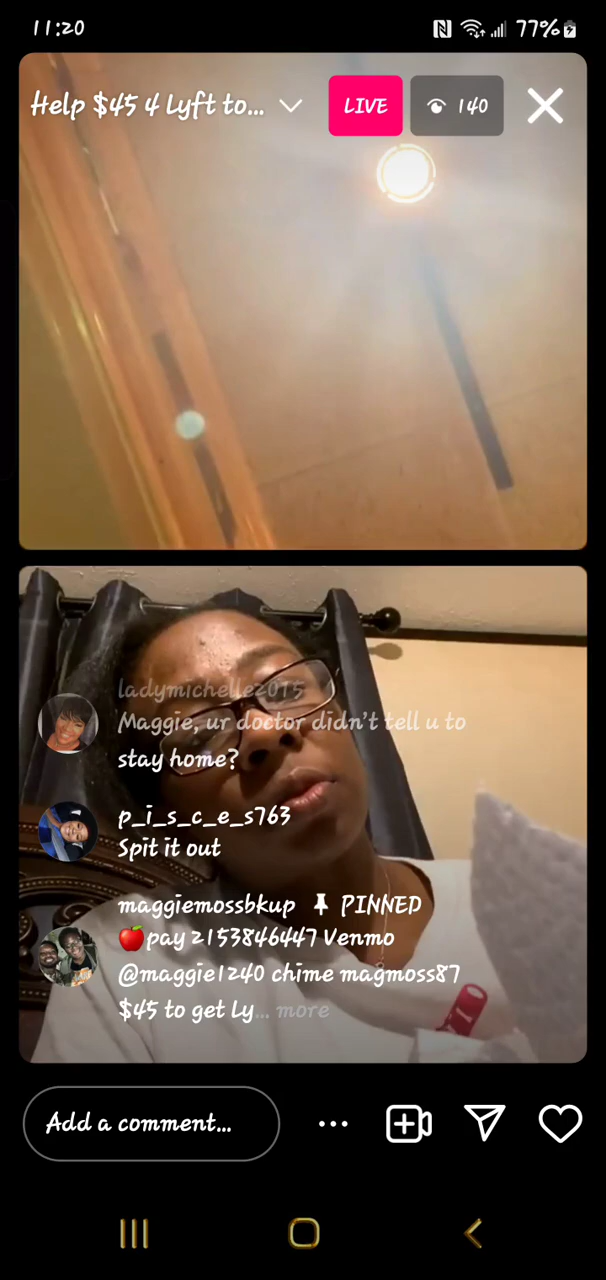 11:20
77%
Help $45 4 Lyft to...
LIVE
140
ladymichelle2015
Maggie, ur doctor didn't tell u to
stay home?
p_i_s_c_e_s763
Spit it out
maggiemossbkup PINNED
🍎pay 2153846447 Venmo
@maggie1240 chime magmoss87
$45 to get Ly... more
Add a comment...